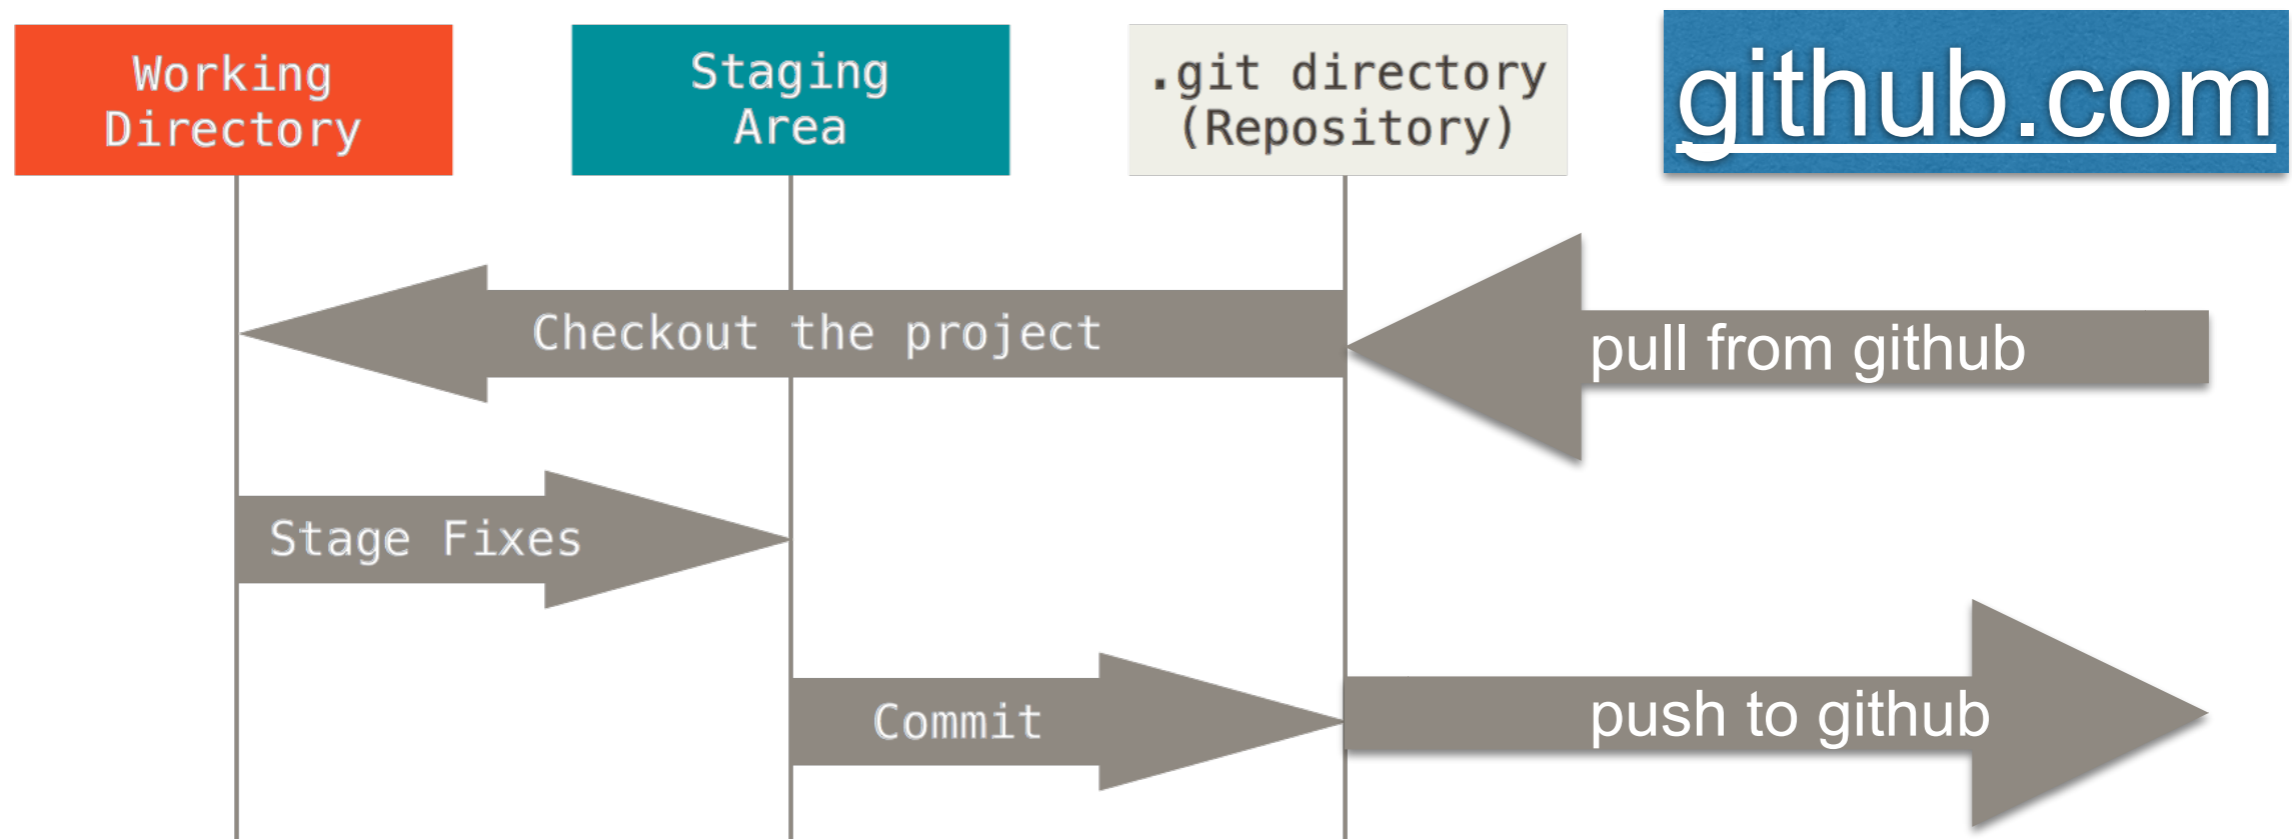 Working
Directory
Staging
Area
.git directory
(Repository)
github.com
Checkout the project
pull from github
Stage Fixes
Commit
push to github